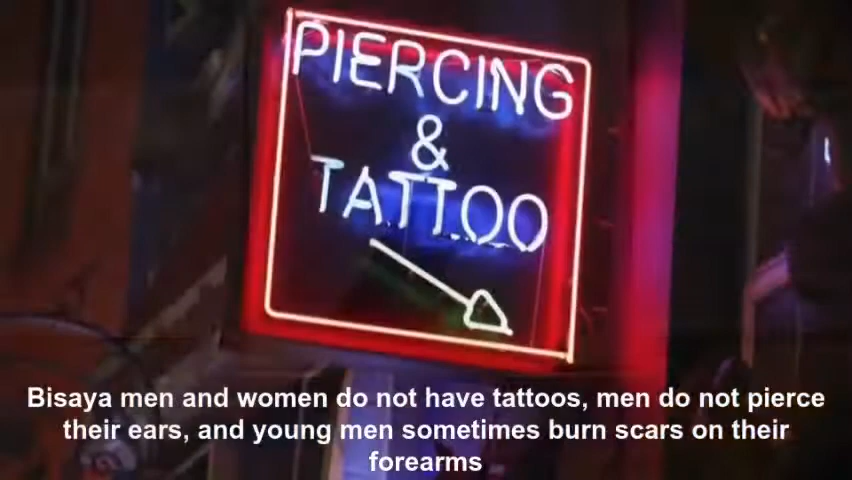 PIERCING
&
TATTOO
Bisaya men and women do not have tattoos, men do not pierce
their ears, and young men sometimes burn scars on their
forearms